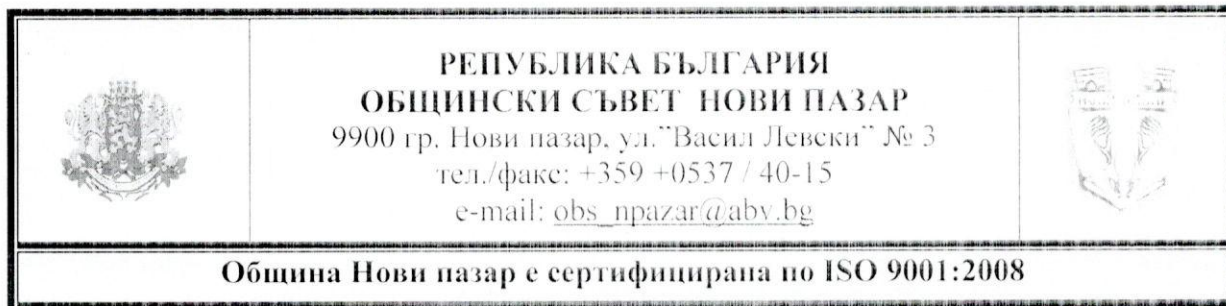 РЕПУБЛИКА БЪЛГАРИЯ
ОБЩИНСКИ СЪВЕТ НОВИ ПАЗАР
9900 гр. Нови пазар, ул.¨Васил Левски¨ № 3
тел./факс: +359 +0537 / 40-15
e-mail: obs_npazar@abv.bg
Община Нови пазар е сертифицирана по ISO 9001:2008